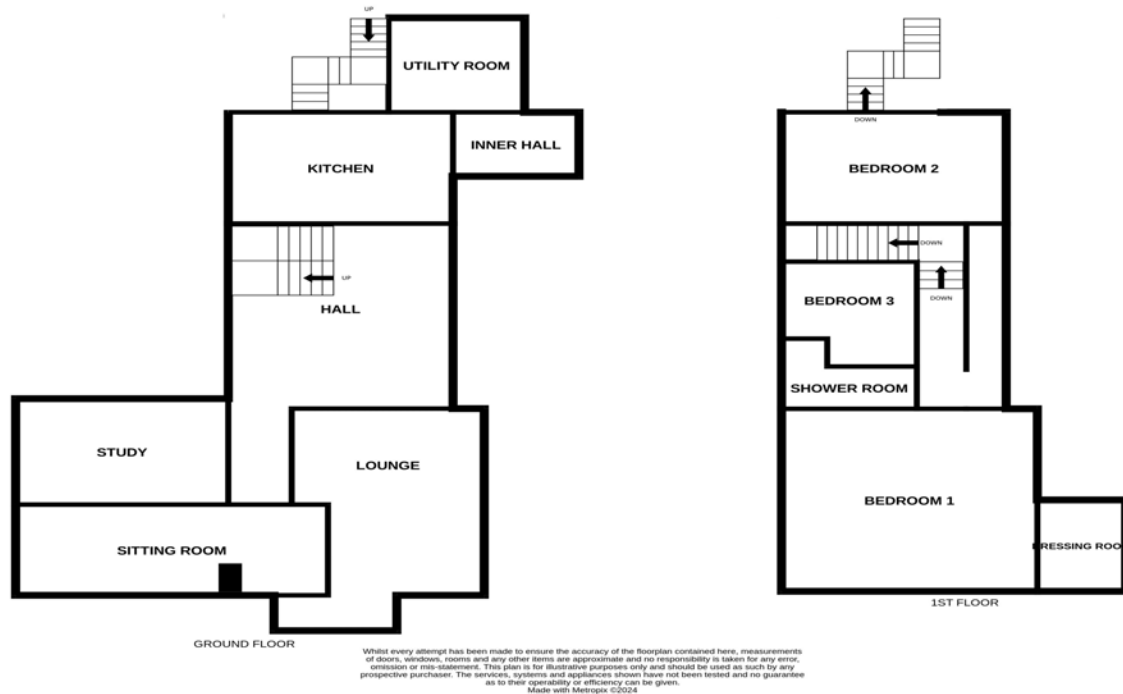 UP
UTILITY ROOM
KITCHEN
INNER HALL
UP
HALL
STUDY
LOUNGE
SITTING ROOM
GROUND FLOOR
DOWN
BEDROOM 2
DOWN
DOWN
BEDROOM 3
SHOWER ROOM
BEDROOM 1
DRESSING ROOM
1ST FLOOR
Whilst every attempt has been made to ensure the accuracy of the floorplan contained here, measurements
of doors, windows, rooms and any other items are approximate and no responsibility is taken for any error,
omission or mis-statement. This plan is for illustrative purposes only and should be used as such by any
prospective purchaser. The services, systems and appliances shown have not been tested and no guarantee
as to their operability or efficiency can be given.
Made with Metropix ©2024